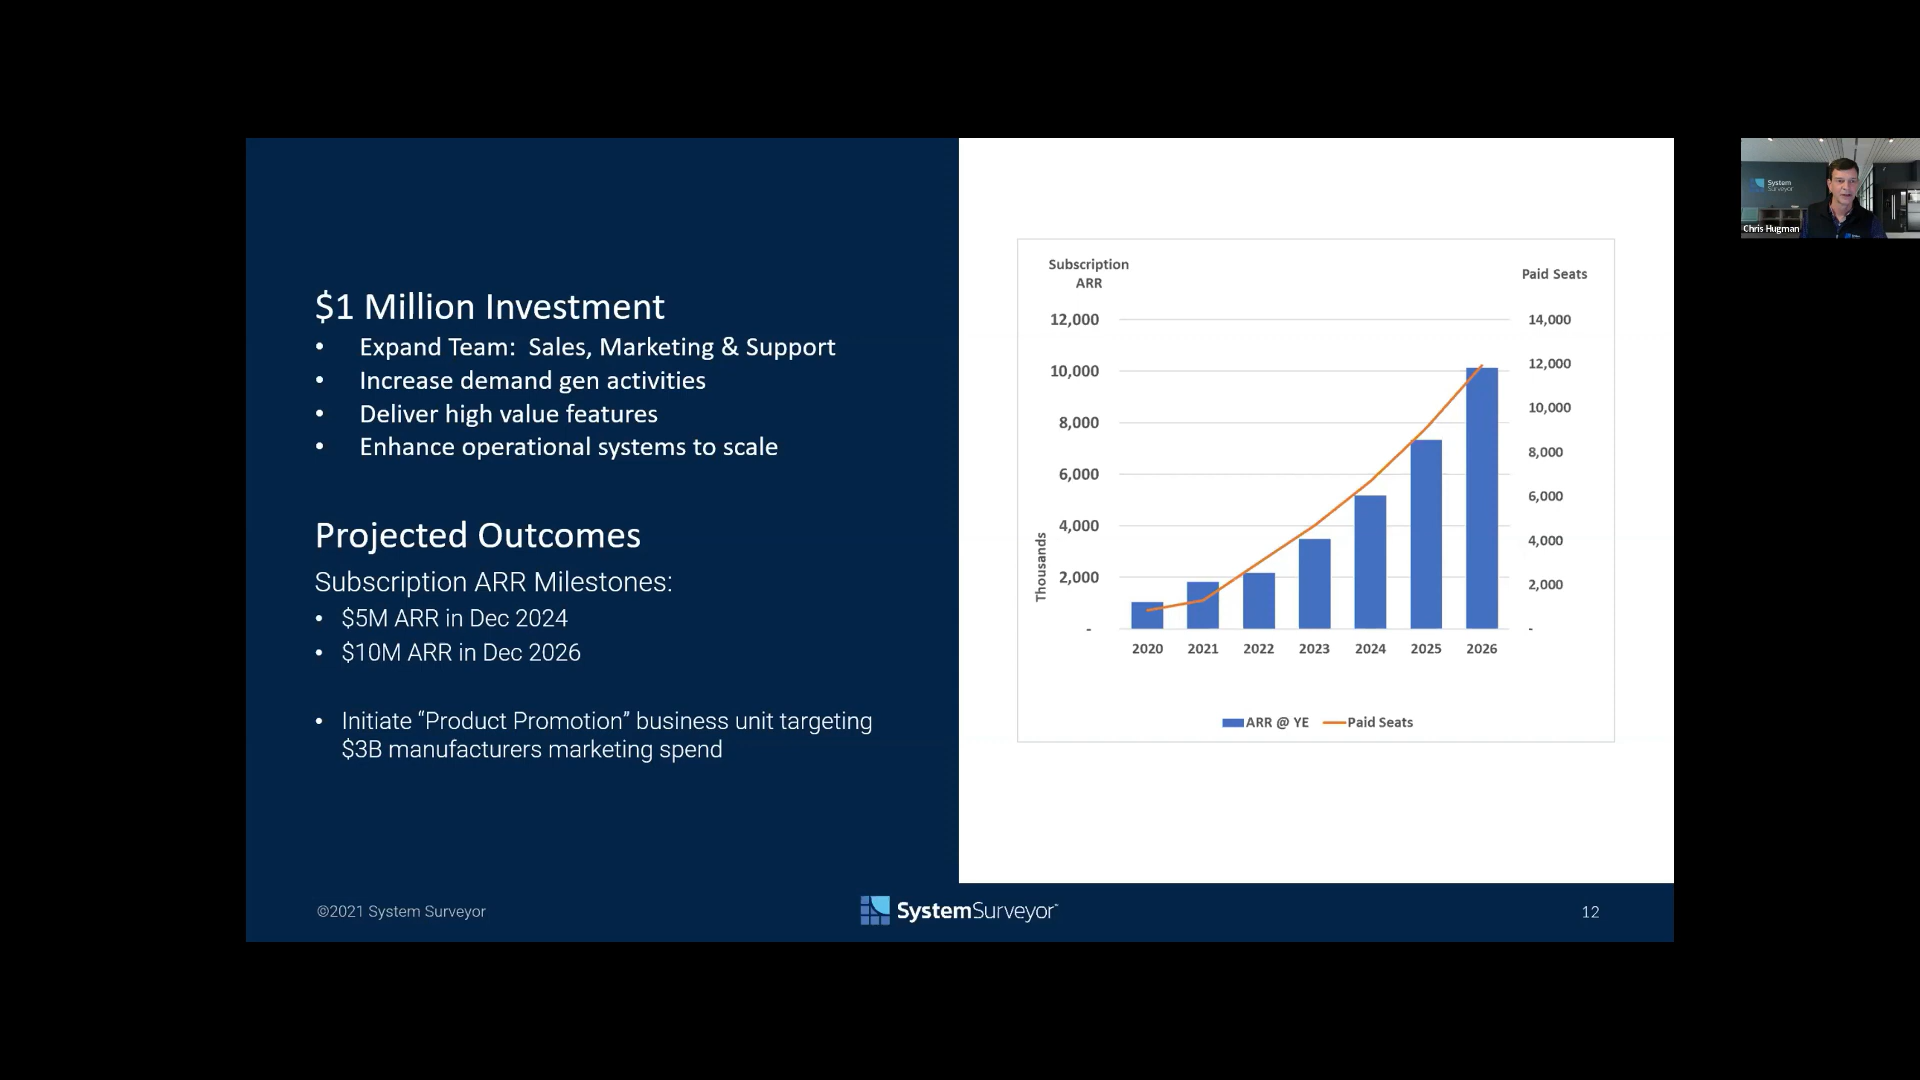 $1 Million Investment
• Expand Team: Sales, Marketing & Support
• Increase demand gen activities
• Deliver high value features
• Enhance operational systems to scale
Projected Outcomes
Subscription ARR Milestones:
• $5M ARR in Dec 2024
• $10M ARR in Dec 2026
• Initiate “Product Promotion” business unit targeting
$3B manufacturers marketing spend
Subscription
ARR
Paid Seats
12,000
10,000
8,000
6,000
4,000
2,000
-
Thousands
14,000
12,000
10,000
8,000
6,000
4,000
2,000
-
2020 2021 2022 2023 2024 2025 2026
ARR @ YE Paid Seats
©2021 System Surveyor
SystemSurveyor™
12
System
Surveyor
Chris Hugman